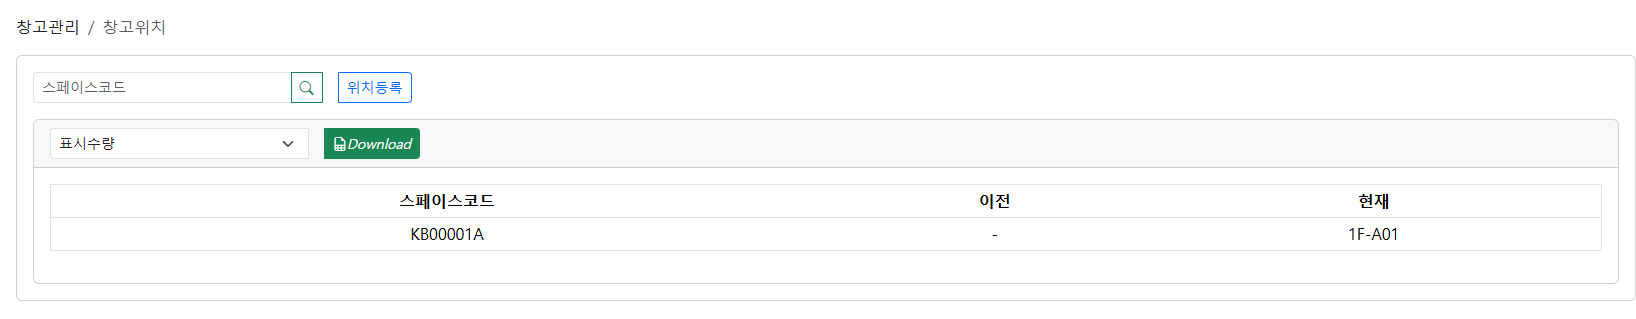 창고관리 / 창고위치
스페이스코드 위치등록
표시수량 Download
스페이스코드 이전 현재
KB00001A - 1F-A01